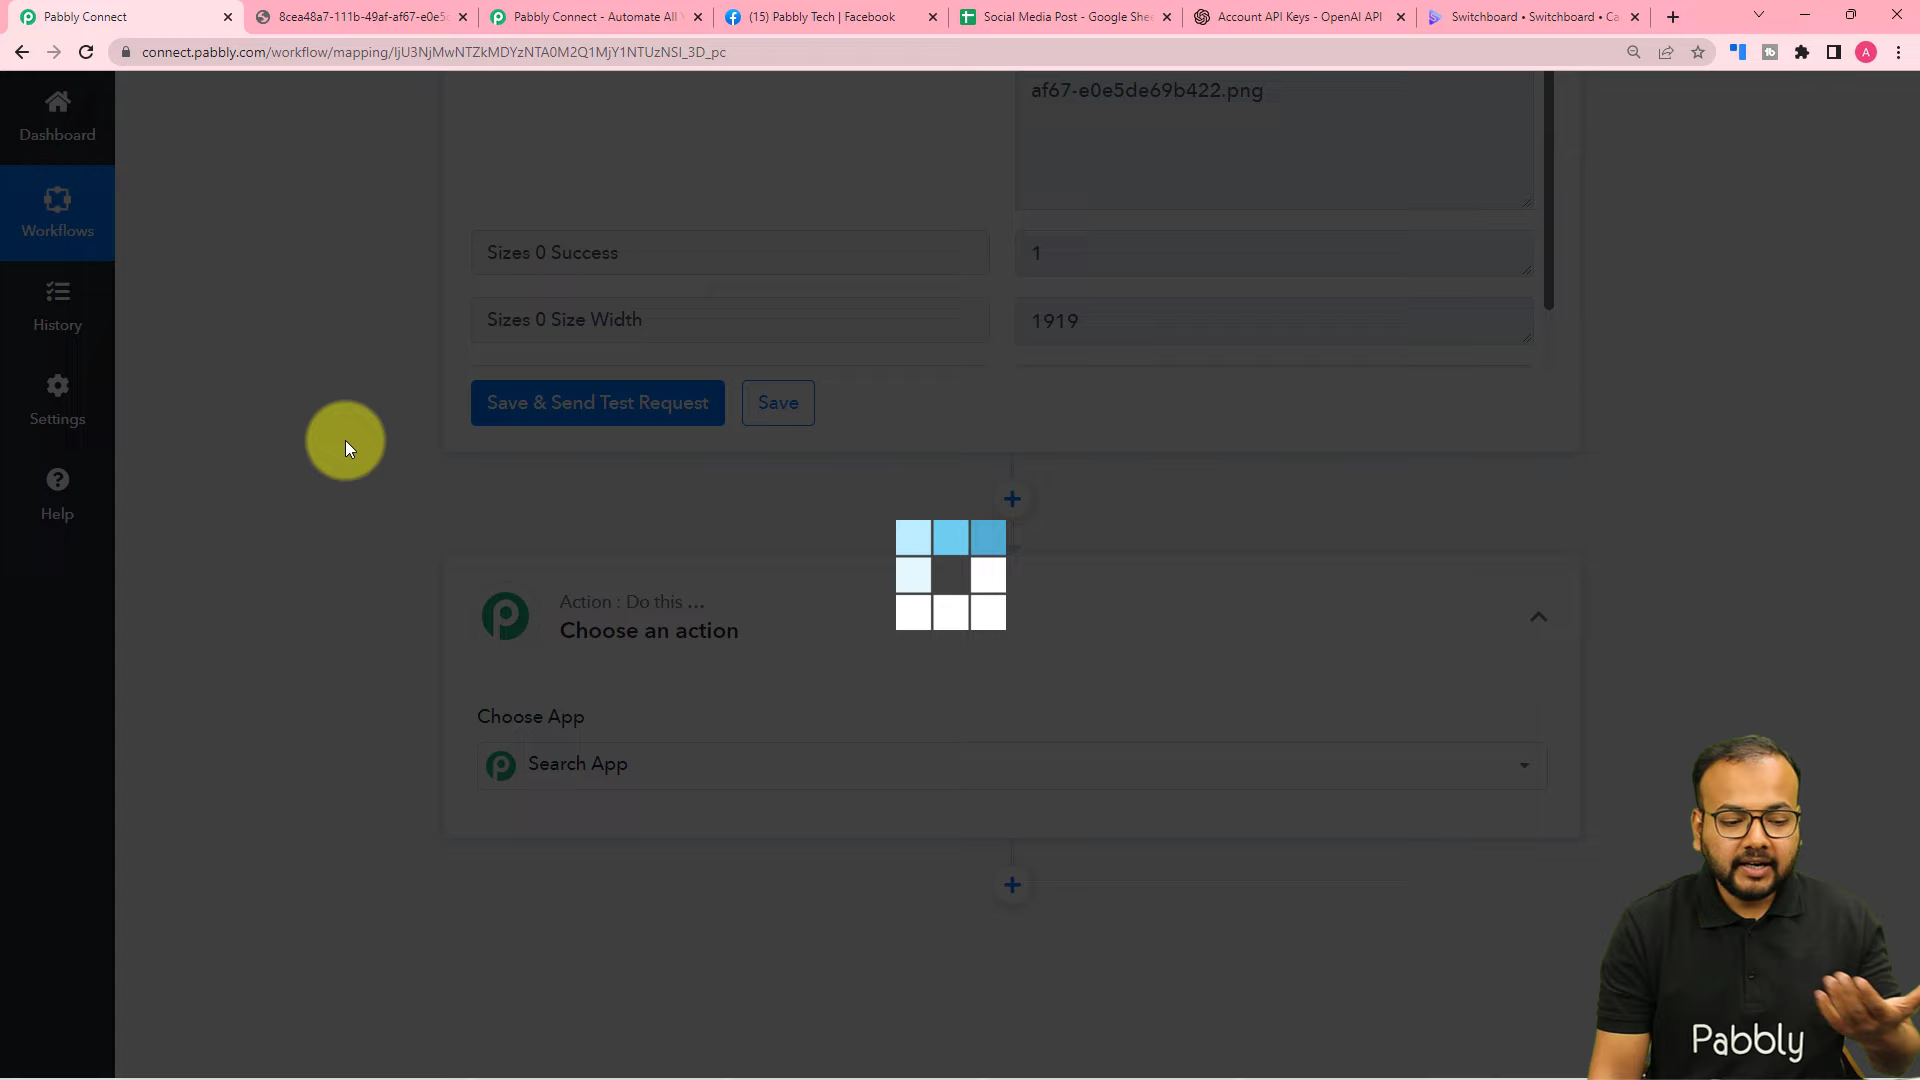 Pabbly Connect
8cea48a7-111b-49af-af67-e0e5
Pabbly Connect - Automate All
(15) Pabbly Tech | Facebook
Social Media Post - Google Shee
Account API Keys - OpenAI API
Switchboard • Switchboard • Ca
connect.pabbly.com/workflow/mapping/IjU3NjMwNTZkMDYzNTA0M2Q1MjY1NTUzNSI_3D_pc
A
Dashboard
Workflows
History
Settings
Help
af67-e0e5de69b422.png
Sizes 0 Success
1
Sizes 0 Size Width
1919
Save & Send Test Request
Save
Action : Do this ...
Choose an action
Choose App
Search App
Pabbly